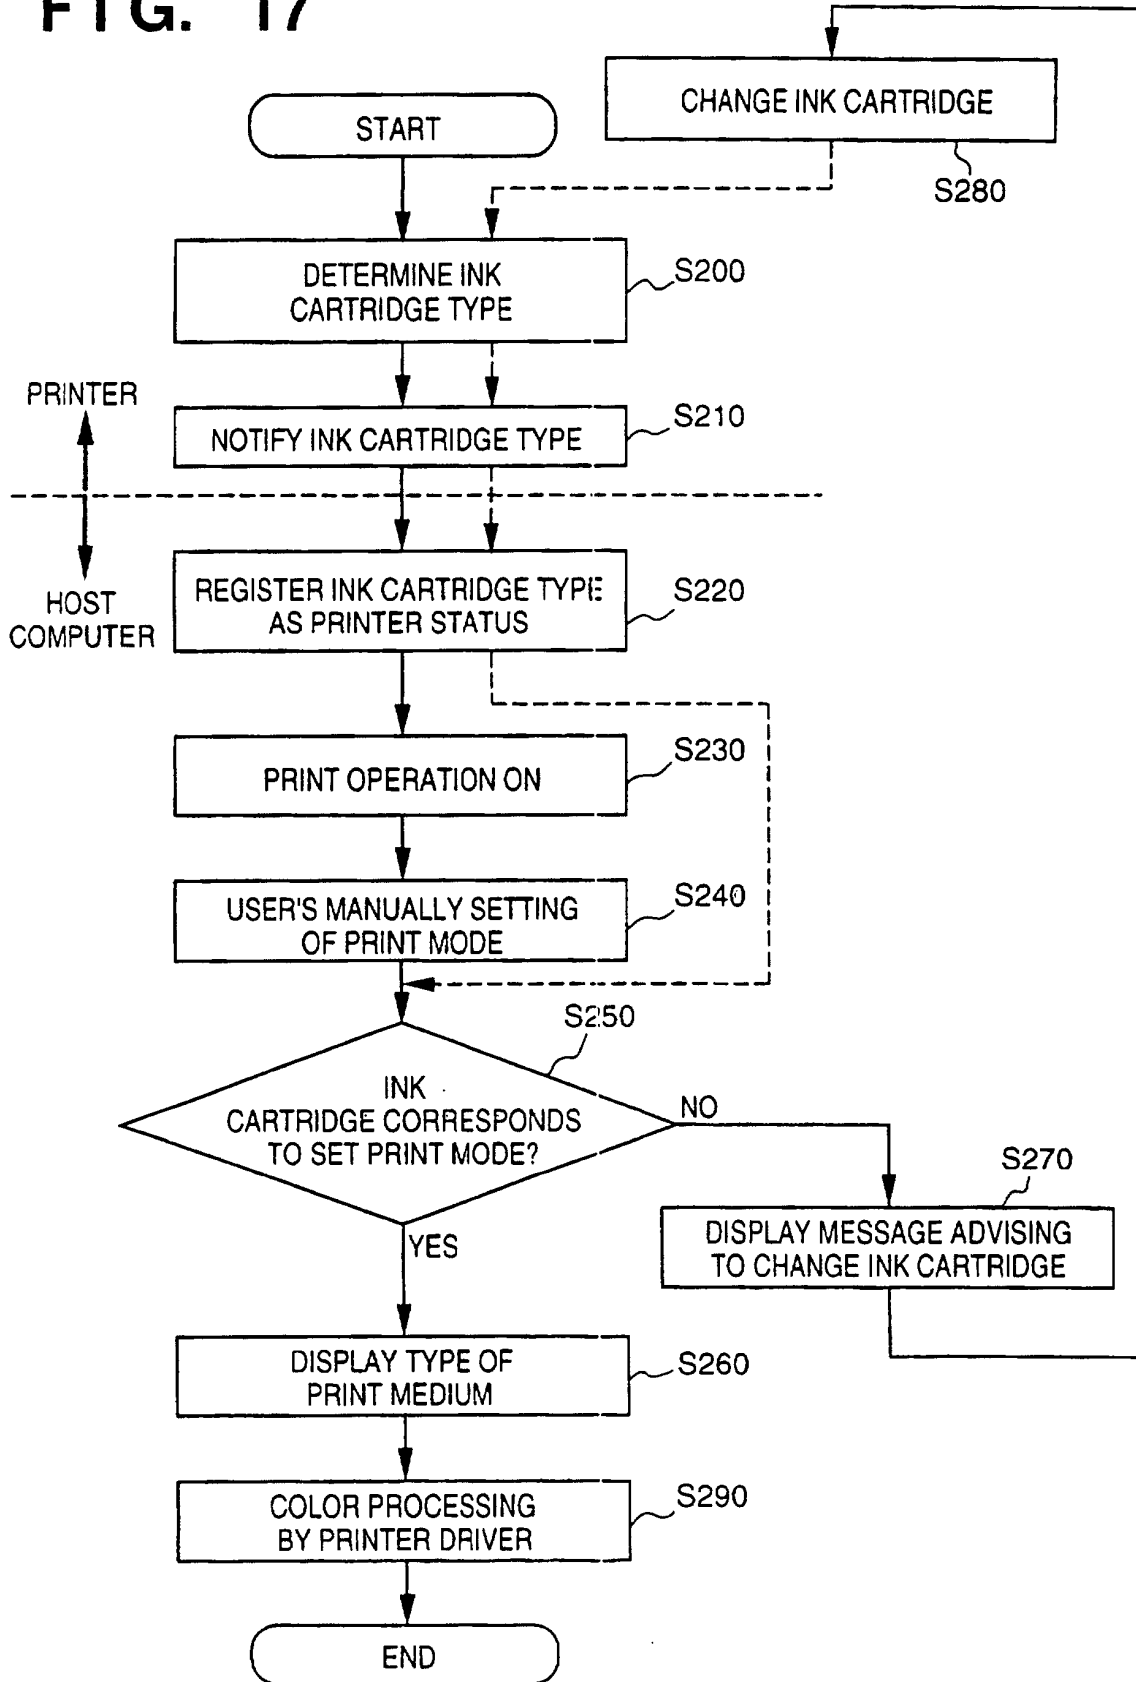 FIG. 17
CHANGE INK CARTRIDGE
S280
START
DETERMINE INK
CARTRIDGE TYPE
S200
PRINTER
NOTIFY INK CARTRIDGE TYPE
S210
HOST
COMPUTER
REGISTER INK CARTRIDGE TYPE
AS PRINTER STATUS
S220
PRINT OPERATION ON
S230
USER'S MANUALLY SETTING
OF PRINT MODE
S240
S250
INK
CARTRIDGE CORRESPONDS
TO SET PRINT MODE?
NO
YES
S270
DISPLAY MESSAGE ADVISING
TO CHANGE INK CARTRIDGE
DISPLAY TYPE OF
PRINT MEDIUM
S260
COLOR PROCESSING
BY PRINTER DRIVER
S290
END